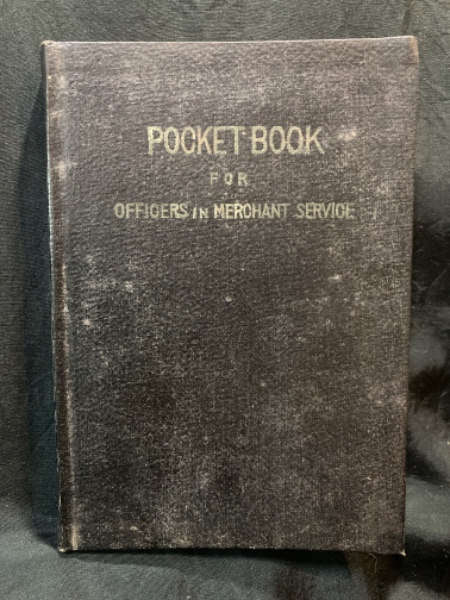 POCKET BOOK
FOR
OFFICERS IN MERCHANT SERVICE